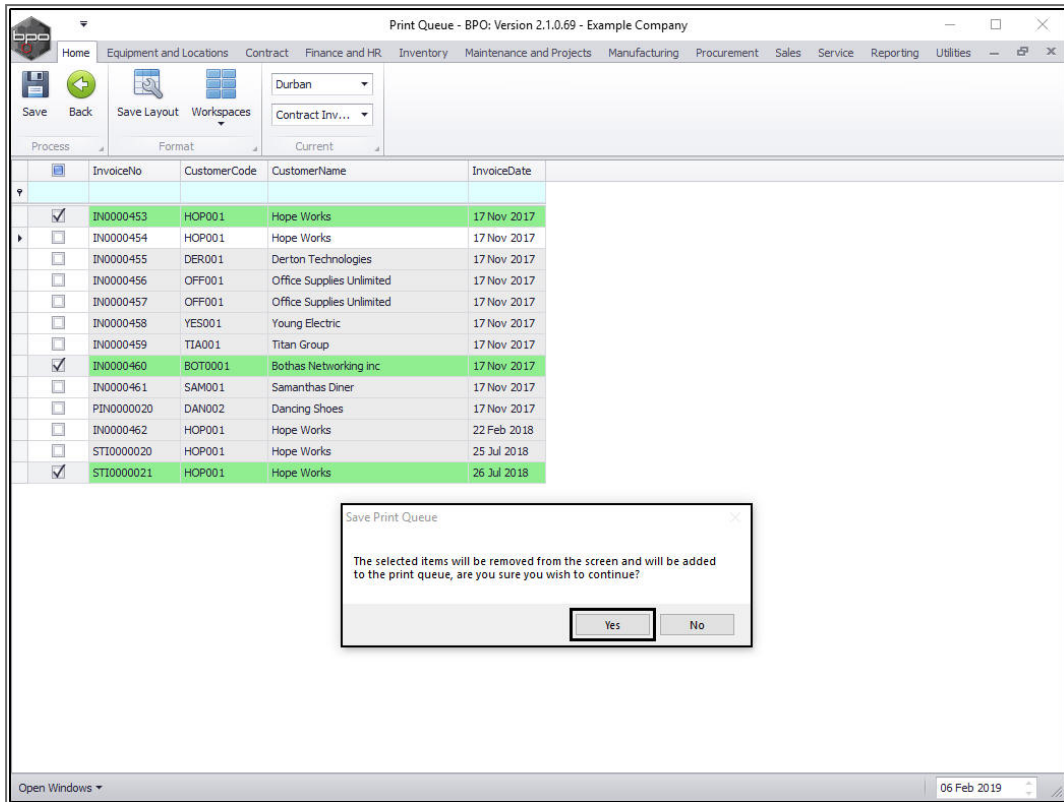 Print Queue - BPO: Version 2.1.0.69 - Example Company
bpo
Home Equipment and Locations Contract Finance and HR Inventory Maintenance and Projects Manufacturing Procurement Sales Service Reporting Utilities
Durban
Save Back Save Layout Workspaces
Contract Inv...
Process Format Current
InvoiceNo CustomerCode CustomerName InvoiceDate
IN0000453 HOP001 Hope Works 17 Nov 2017
IN0000454 HOP001 Hope Works 17 Nov 2017
IN0000455 DER001 Derton Technologies 17 Nov 2017
IN0000456 OFF001 Office Supplies Unlimited 17 Nov 2017
IN0000457 OFF001 Office Supplies Unlimited 17 Nov 2017
IN0000458 YES001 Young Electric 17 Nov 2017
IN0000459 TIA001 Titan Group 17 Nov 2017
IN0000460 BOT0001 Bothas Networking inc 17 Nov 2017
IN0000461 SAM001 Samanthas Diner 17 Nov 2017
PIN0000020 DAN002 Dancing Shoes 17 Nov 2017
IN0000462 HOP001 Hope Works 22 Feb 2018
STI0000020 HOP001 Hope Works 25 Jul 2018
STI0000021 HOP001 Hope Works 26 Jul 2018
Save Print Queue
The selected items will be removed from the screen and will be added
to the print queue, are you sure you wish to continue?
Yes No
Open Windows 06 Feb 2019